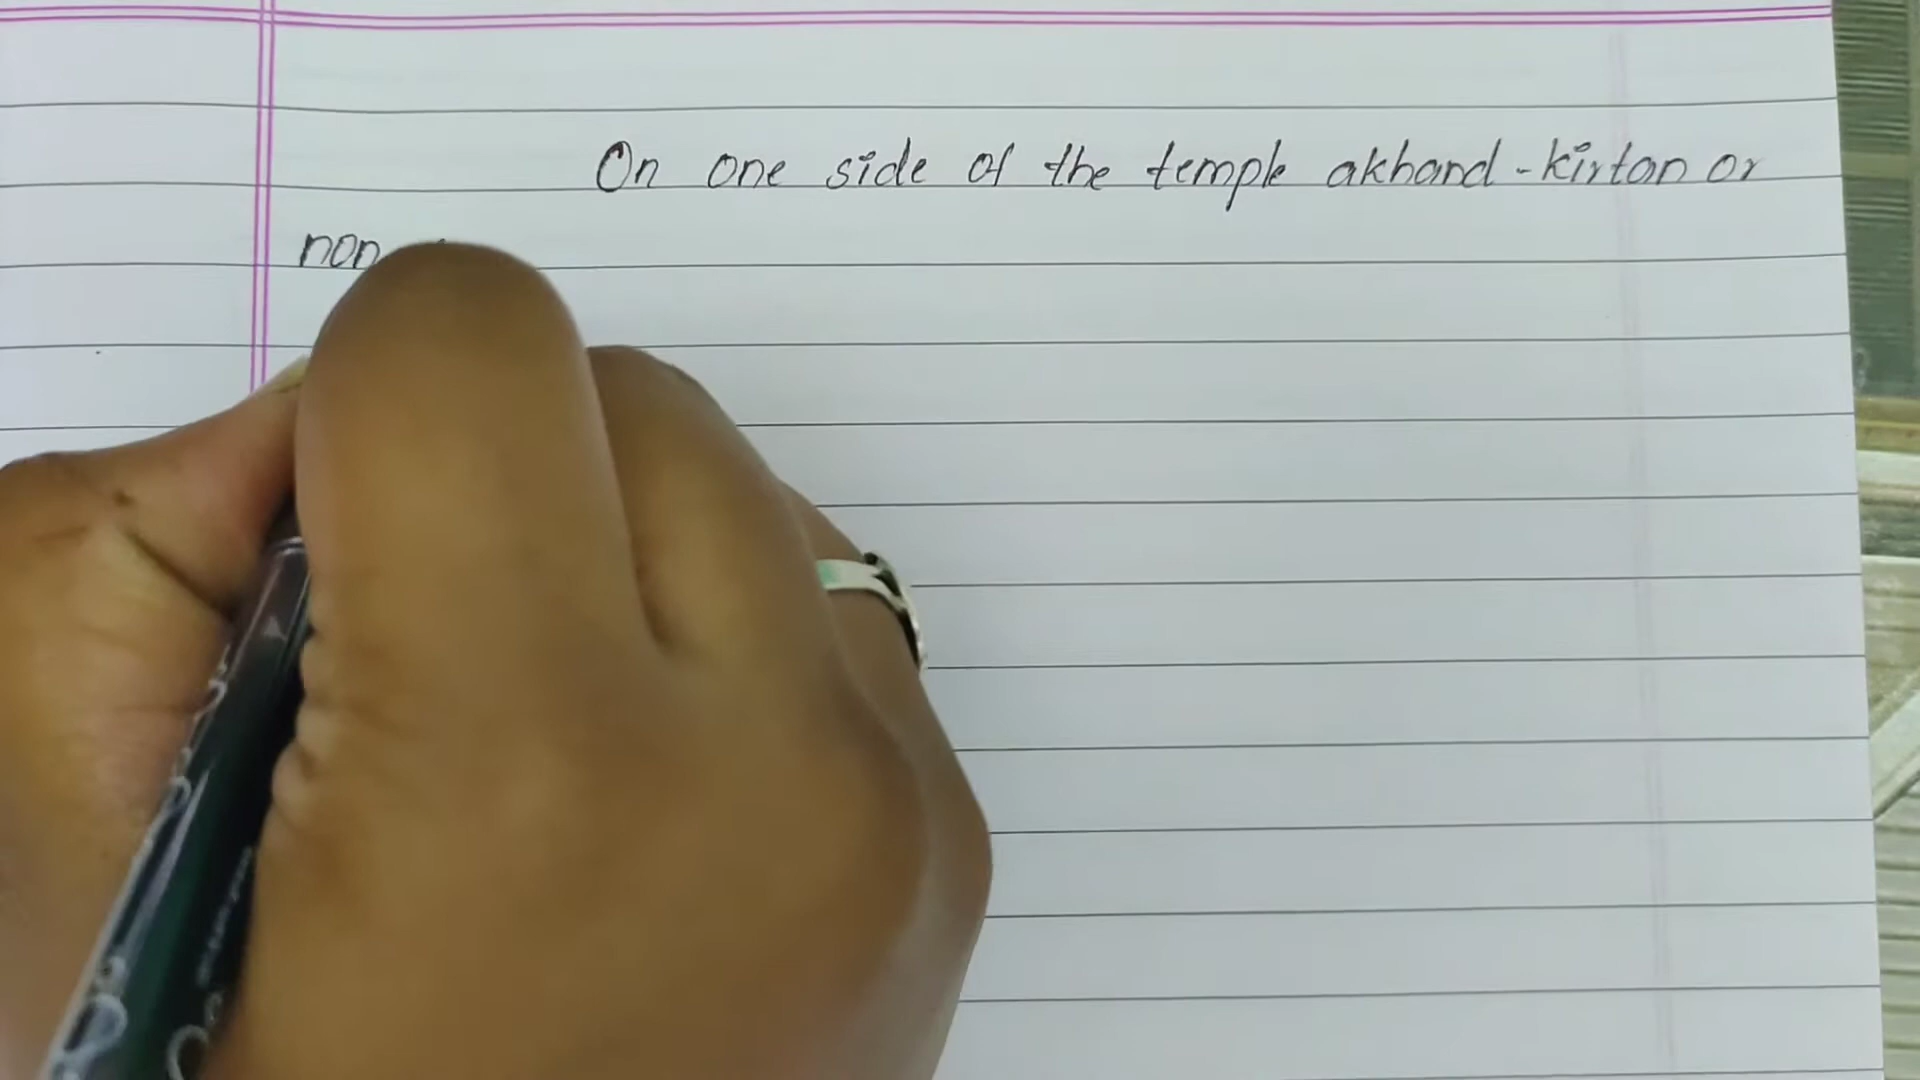 On one side of the temple akhand-kirtan or
non